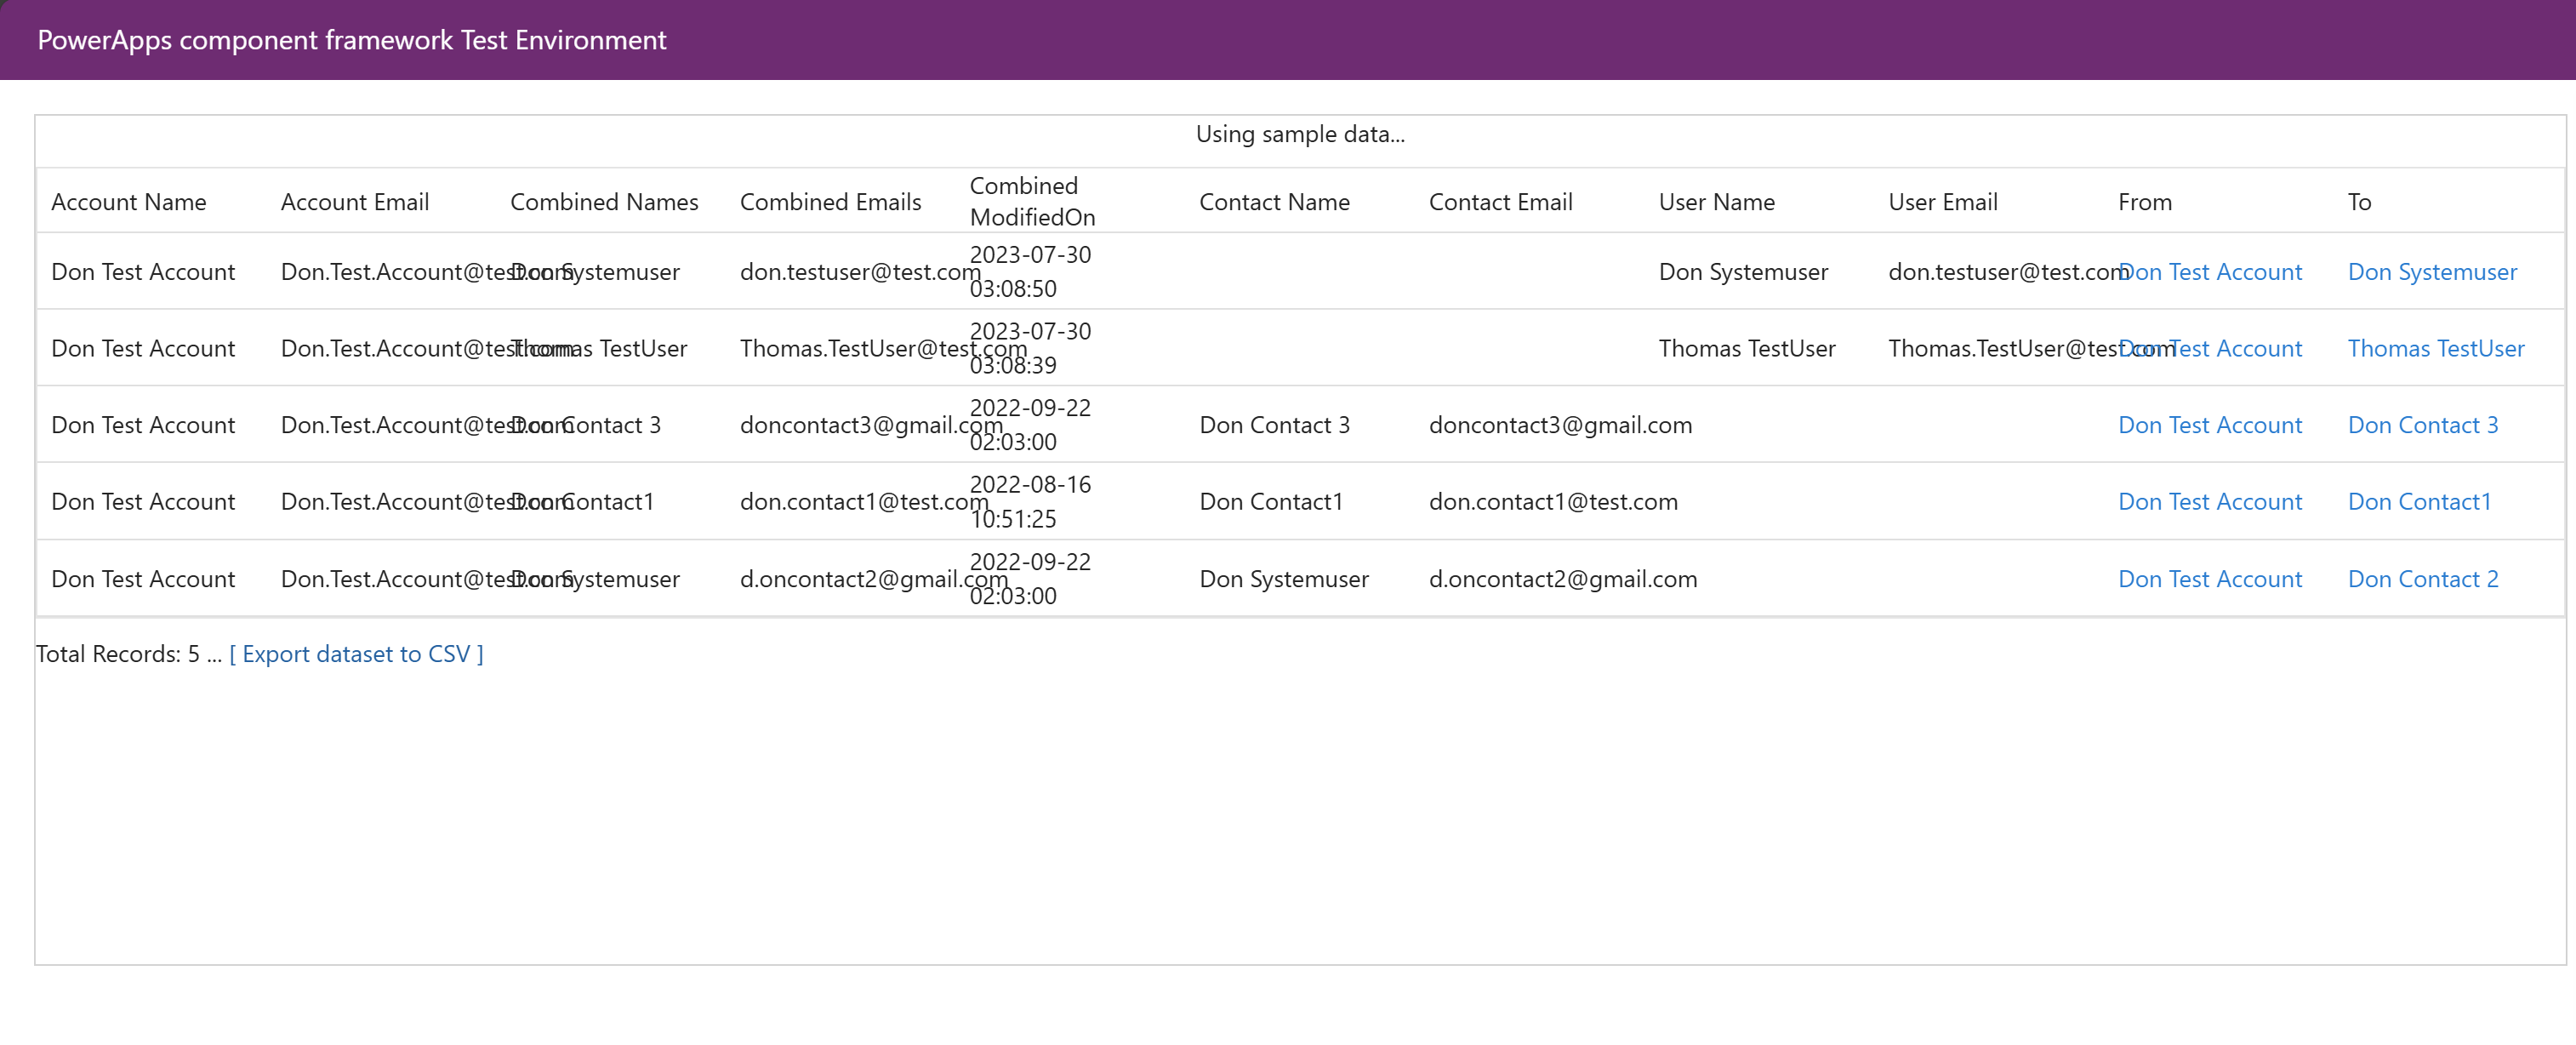 PowerApps component framework Test Environment
Using sample data...
Account Name Account Email Combined Names Combined Emails Combined ModifiedOn Contact Name Contact Email User Name User Email From To
Don Test Account Don.Test.Account@test.com Don Systemuser don.testuser@test.com 2023-07-30 03:08:50 Don Systemuser don.testuser@test.com Don Test Account Don Systemuser
Don Test Account Don.Test.Account@test.com Thomas TestUser Thomas.TestUser@test.com 2023-07-30 03:08:39 Thomas TestUser Thomas.TestUser@test.com Don Test Account Thomas TestUser
Don Test Account Don.Test.Account@test.com Don Contact 3 doncontact3@gmail.com 2022-09-22 02:03:00 Don Contact 3 doncontact3@gmail.com Don Test Account Don Contact 3
Don Test Account Don.Test.Account@test.com Don Contact1 don.contact1@test.com 2022-08-16 10:51:25 Don Contact1 don.contact1@test.com Don Test Account Don Contact1
Don Test Account Don.Test.Account@test.com Don Systemuser d.oncontact2@gmail.com 2022-09-22 02:03:00 Don Systemuser d.oncontact2@gmail.com Don Test Account Don Contact 2
Total Records: 5 ... [ Export dataset to CSV ]